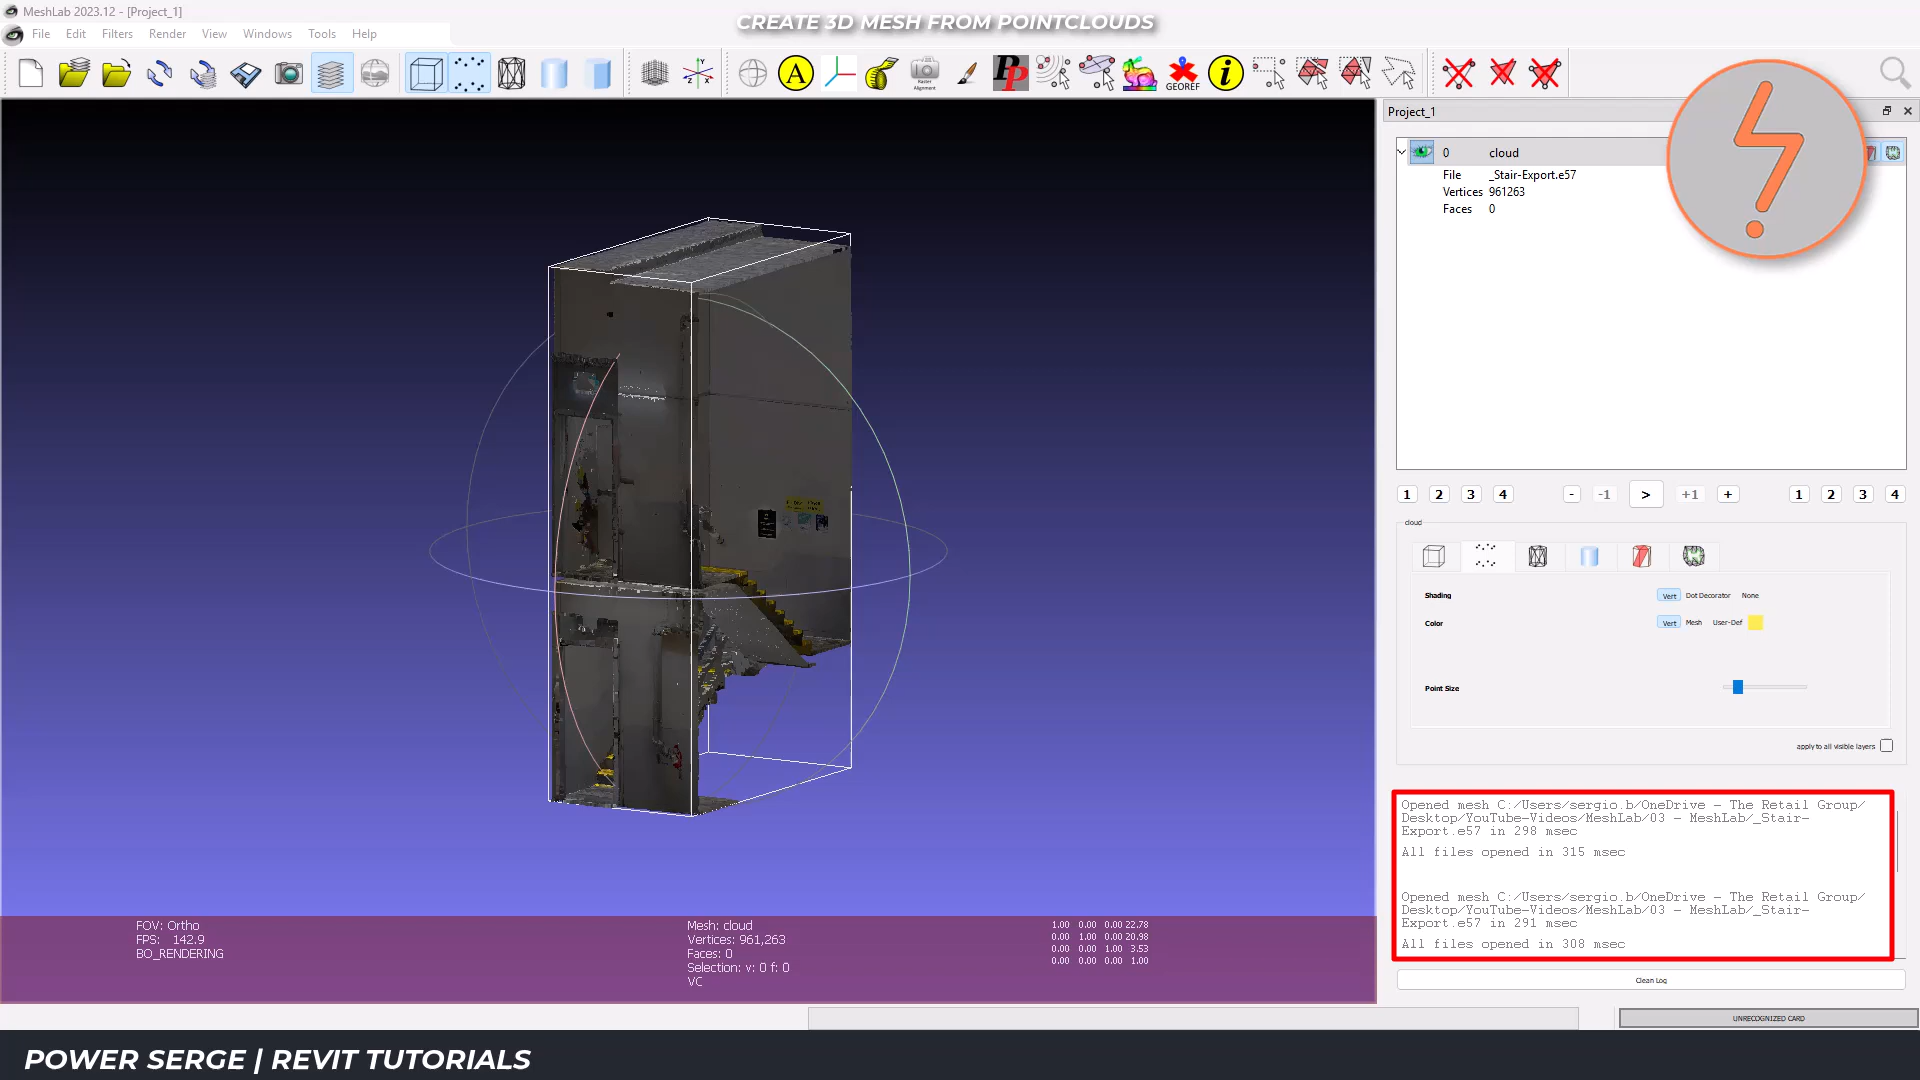 MeshLab 2023.12 - [Project_1]
CREATE 3D MESH FROM POINTCLOUDS
File Edit Filters Render View Windows Tools Help
A
PP
Raster
Alignment
GEOREF
i
Project_1
0 cloud
File _Stair-Export.e57
Vertices 961263
Faces 0
1 2 3 4 - -1 > +1 + 1 2 3 4
cloud
Shading Vert Dot Decorator None
Color Vert Mesh User-Def
Point Size
apply to all visible layers
Opened mesh C:/Users/sergio.b/OneDrive - The Retail Group/
Desktop/YouTube-Videos/MeshLab/03 - MeshLab/_Stair-
Export.e57 in 298 msec
All files opened in 315 msec
Opened mesh C:/Users/sergio.b/OneDrive - The Retail Group/
Desktop/YouTube-Videos/MeshLab/03 - MeshLab/_Stair-
Export.e57 in 291 msec
All files opened in 308 msec
Clean Log
FOV: Ortho
FPS: 142.9
BO_RENDERING
Mesh: cloud
Vertices: 961,263
Faces: 0
Selection: v: 0 f: 0
VC
1.00 0.00 0.00 22.78
0.00 1.00 0.00 20.98
0.00 0.00 1.00 3.53
0.00 0.00 0.00 1.00
UNRECOGNIZED CARD
POWER SERGE | REVIT TUTORIALS